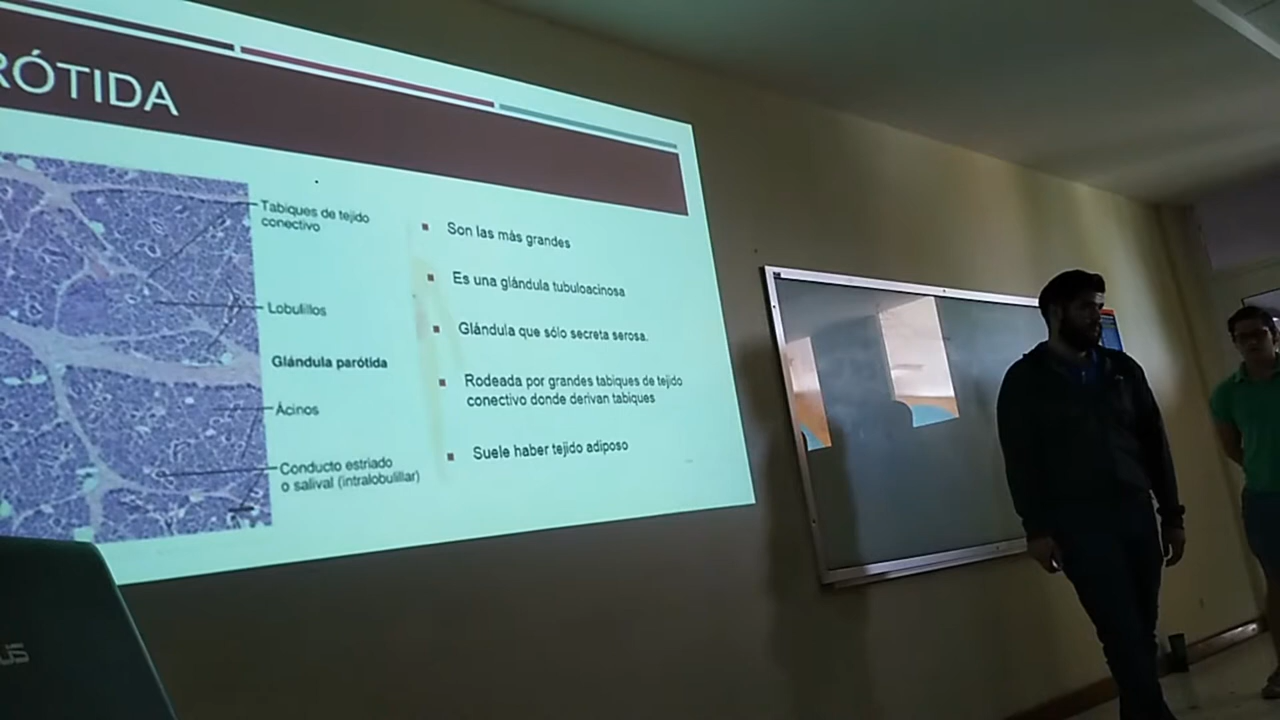 RÓTIDA
Tabiques de tejido
conectivo
Lobulillos
Glándula parótida
Ácinos
Conducto estriado
o salival (intralobulillar)
Son las más grandes
Es una glándula tubuloacinosa
Glándula que sólo secreta serosa.
Rodeada por grandes tabiques de tejido
conectivo donde derivan tabiques
Suele haber tejido adiposo
US